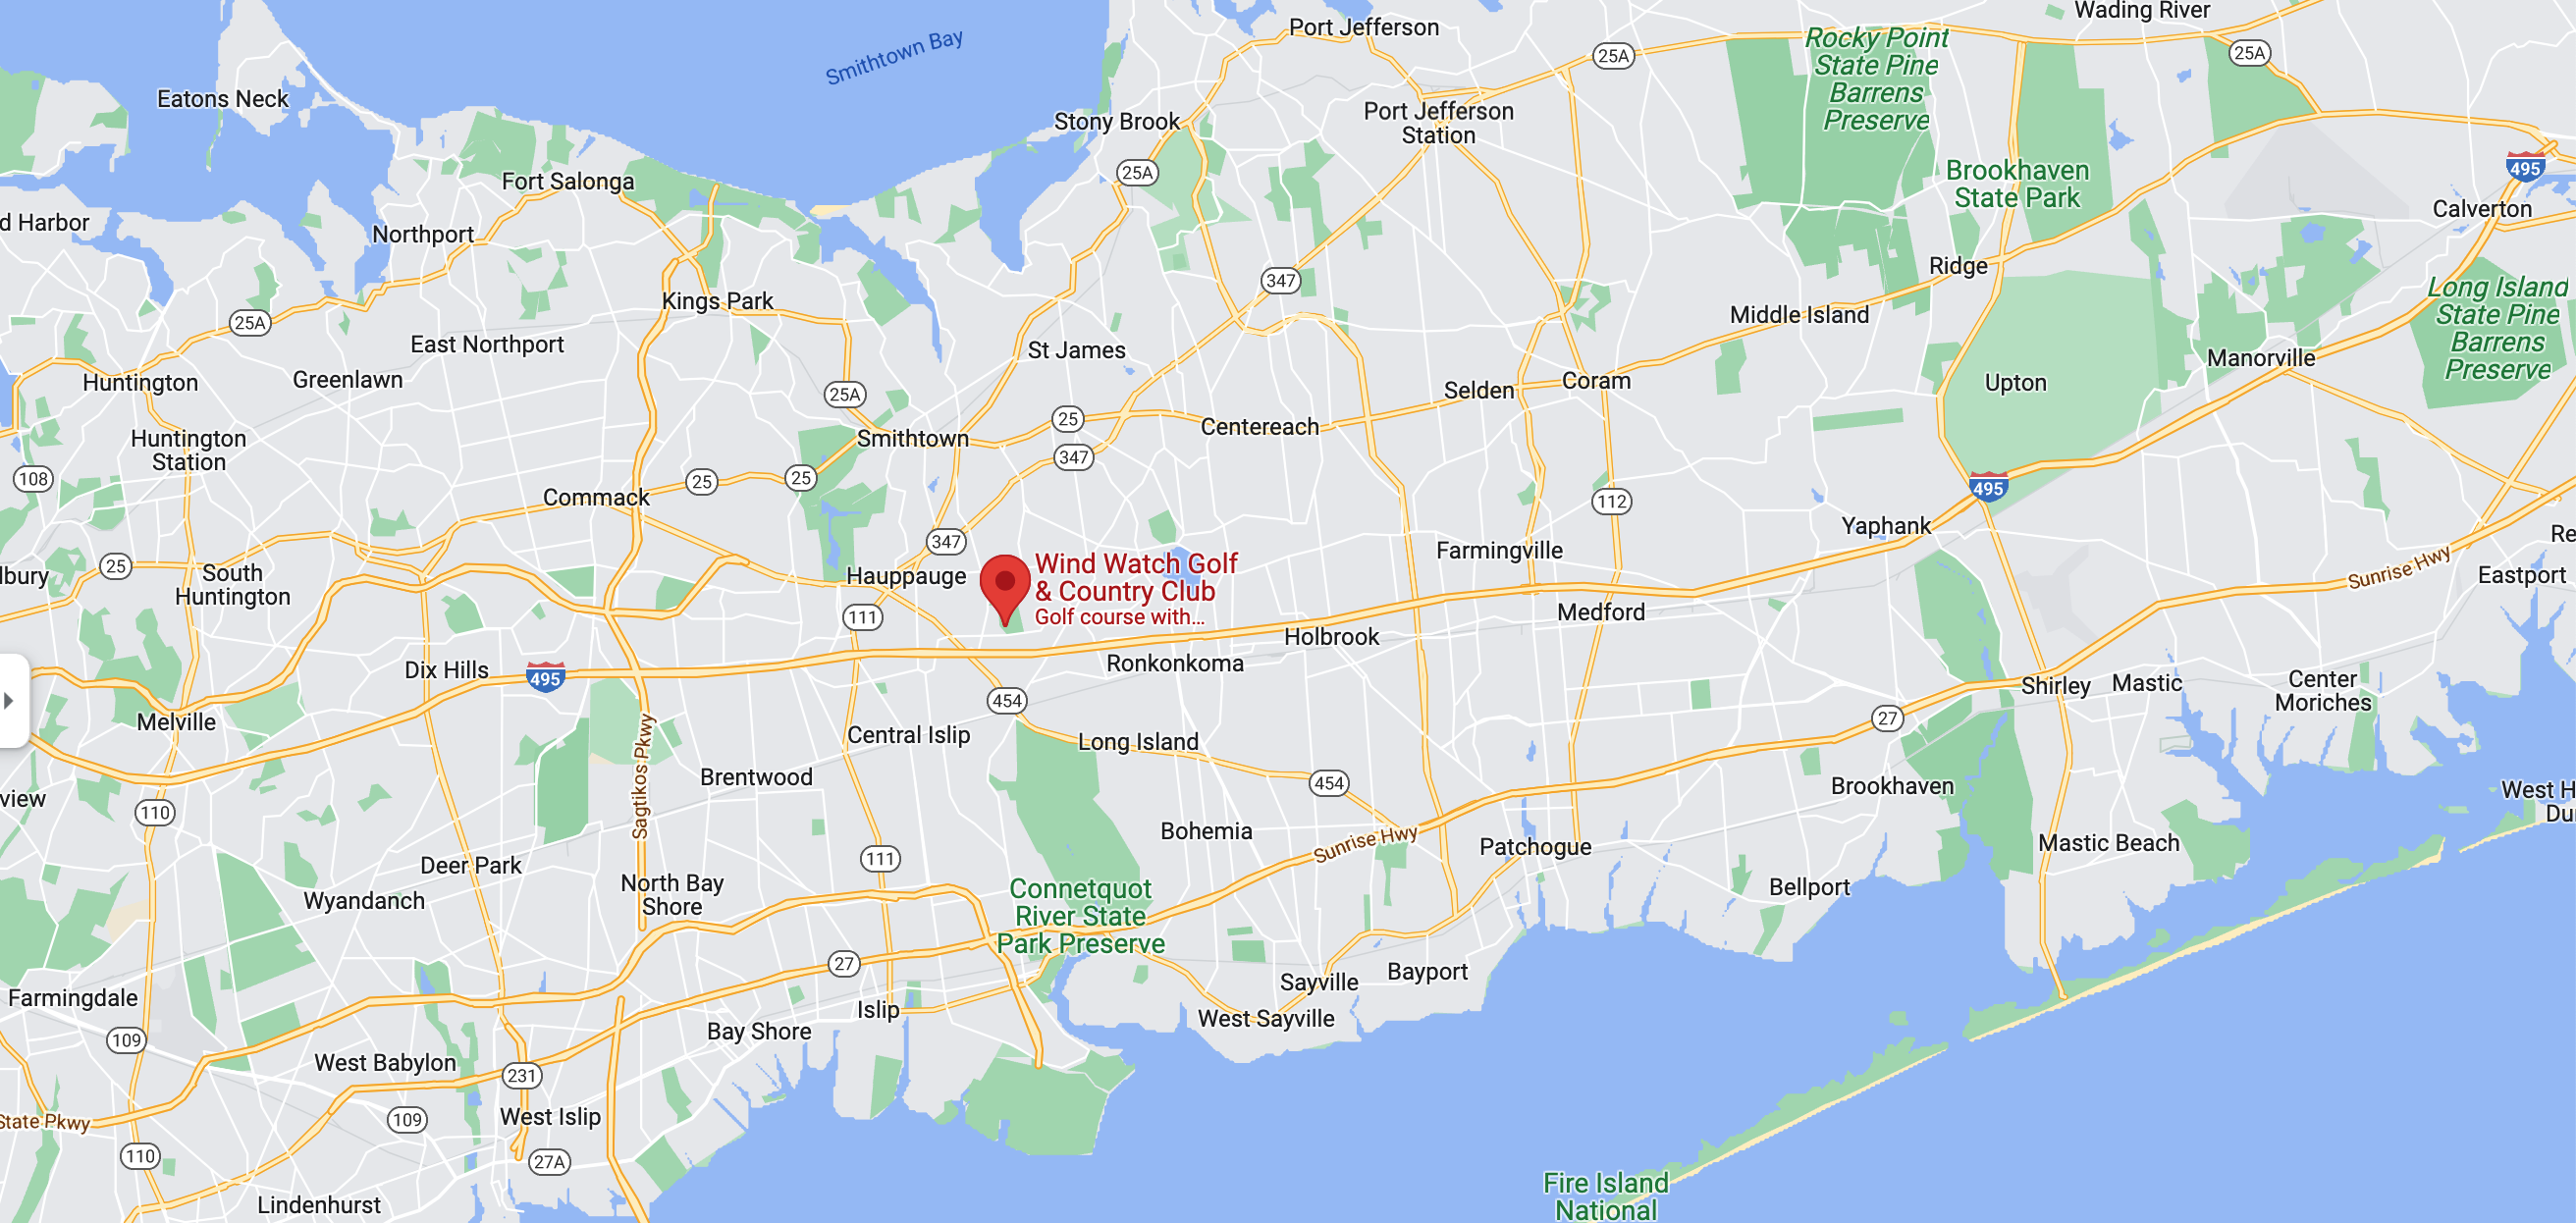 Wading River
Port Jefferson
Smithtown Bay
Rocky Point
State Pine
Barrens
Preserve
25A
25A
Eatons Neck
Port Jefferson
Station
Stony Brook
25A
Brookhaven
State Park
495
Fort Salonga
Calverton
d Harbor
Northport
Ridge
347
Long Island
State Pine
Barrens
Preserve
Kings Park
Middle Island
25A
East Northport
St James
Manorville
Huntington
Greenlawn
Selden
Coram
Upton
25A
25
Centereach
Huntington
Station
Smithtown
347
108
25
25
Commack
495
112
Yaphank
347
Farmingville
Re
Wind Watch Golf
& Country Club
Golf course with...
25
lbury
South
Huntington
Hauppauge
Sunrise Hwy
Eastport
111
Medford
Holbrook
Ronkonkoma
Dix Hills
495
Shirley
Mastic
Center
Moriches
454
Melville
27
Sagtikos Pkwy
Central Islip
Long Island
Brentwood
454
Brookhaven
view
110
West H
Du
Bohemia
Sunrise Hwy
Patchogue
Mastic Beach
Deer Park
111
North Bay
Shore
Wyandanch
Bellport
Connetquot
River State
Park Preserve
27
Sayville
Bayport
Farmingdale
Islip
West Sayville
109
Bay Shore
West Babylon
231
State Pkwy
109
West Islip
110
27A
Lindenhurst
Fire Island
National